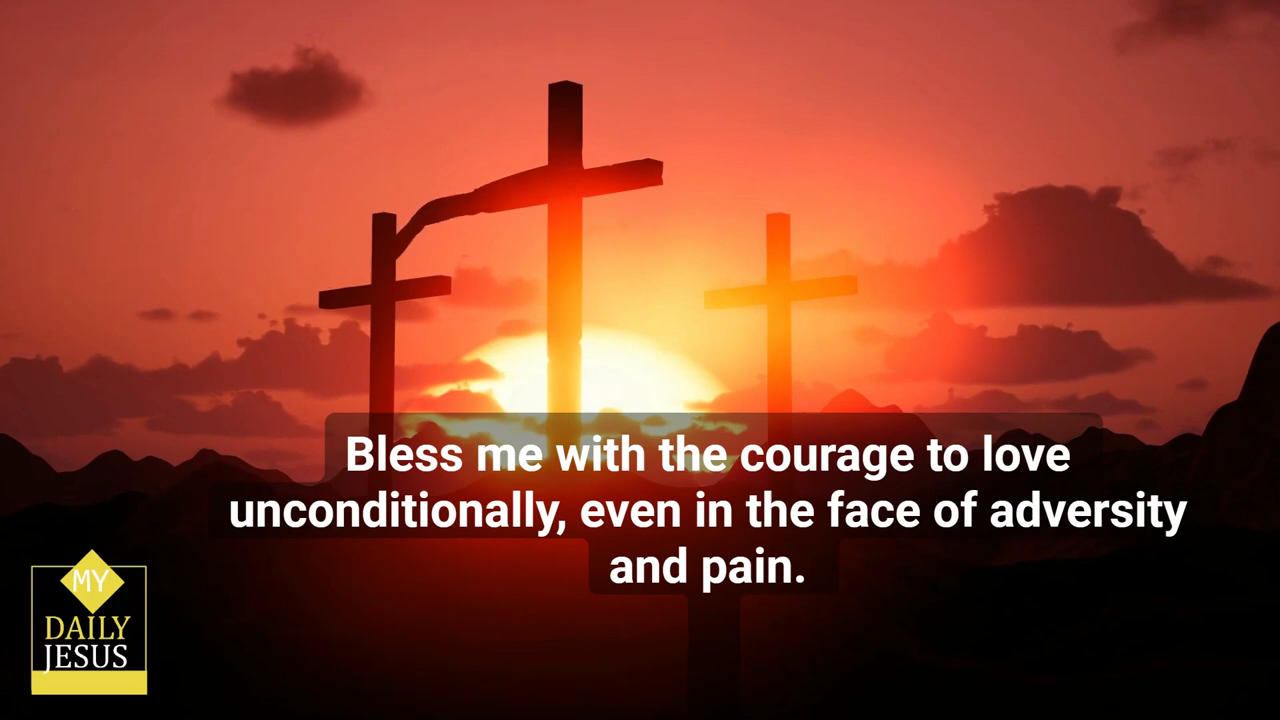 Bless me with the courage to love
unconditionally, even in the face of adversity
and pain.
MY
DAILY
JESUS